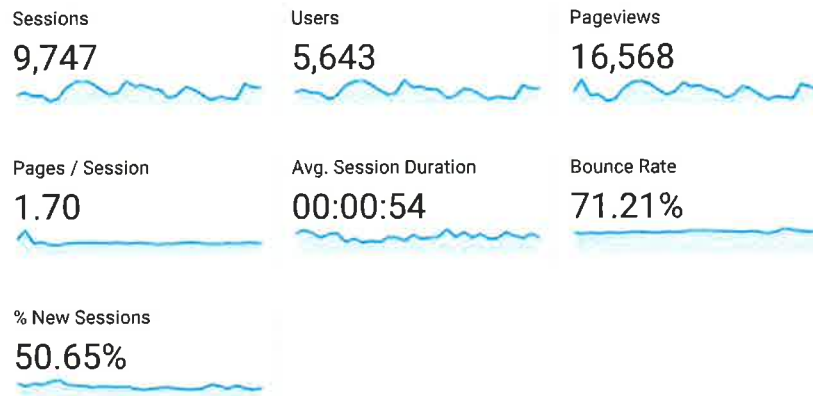 Sessions
9,747
Users
5,643
Pageviews
16,568
Pages / Session
1.70
Avg. Session Duration
00:00:54
Bounce Rate
71.21%
% New Sessions
50.65%